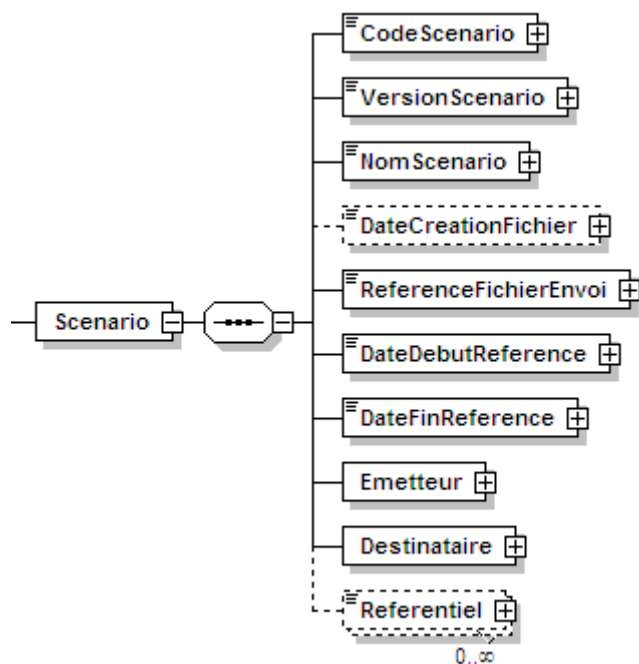 CodeScenario
VersionScenario
NomScenario
DateCreationFichier
ReferenceFichierEnvoi
Scenario
DateDebutReference
DateFinReference
Emetteur
Destinataire
Referentiel
0..∞